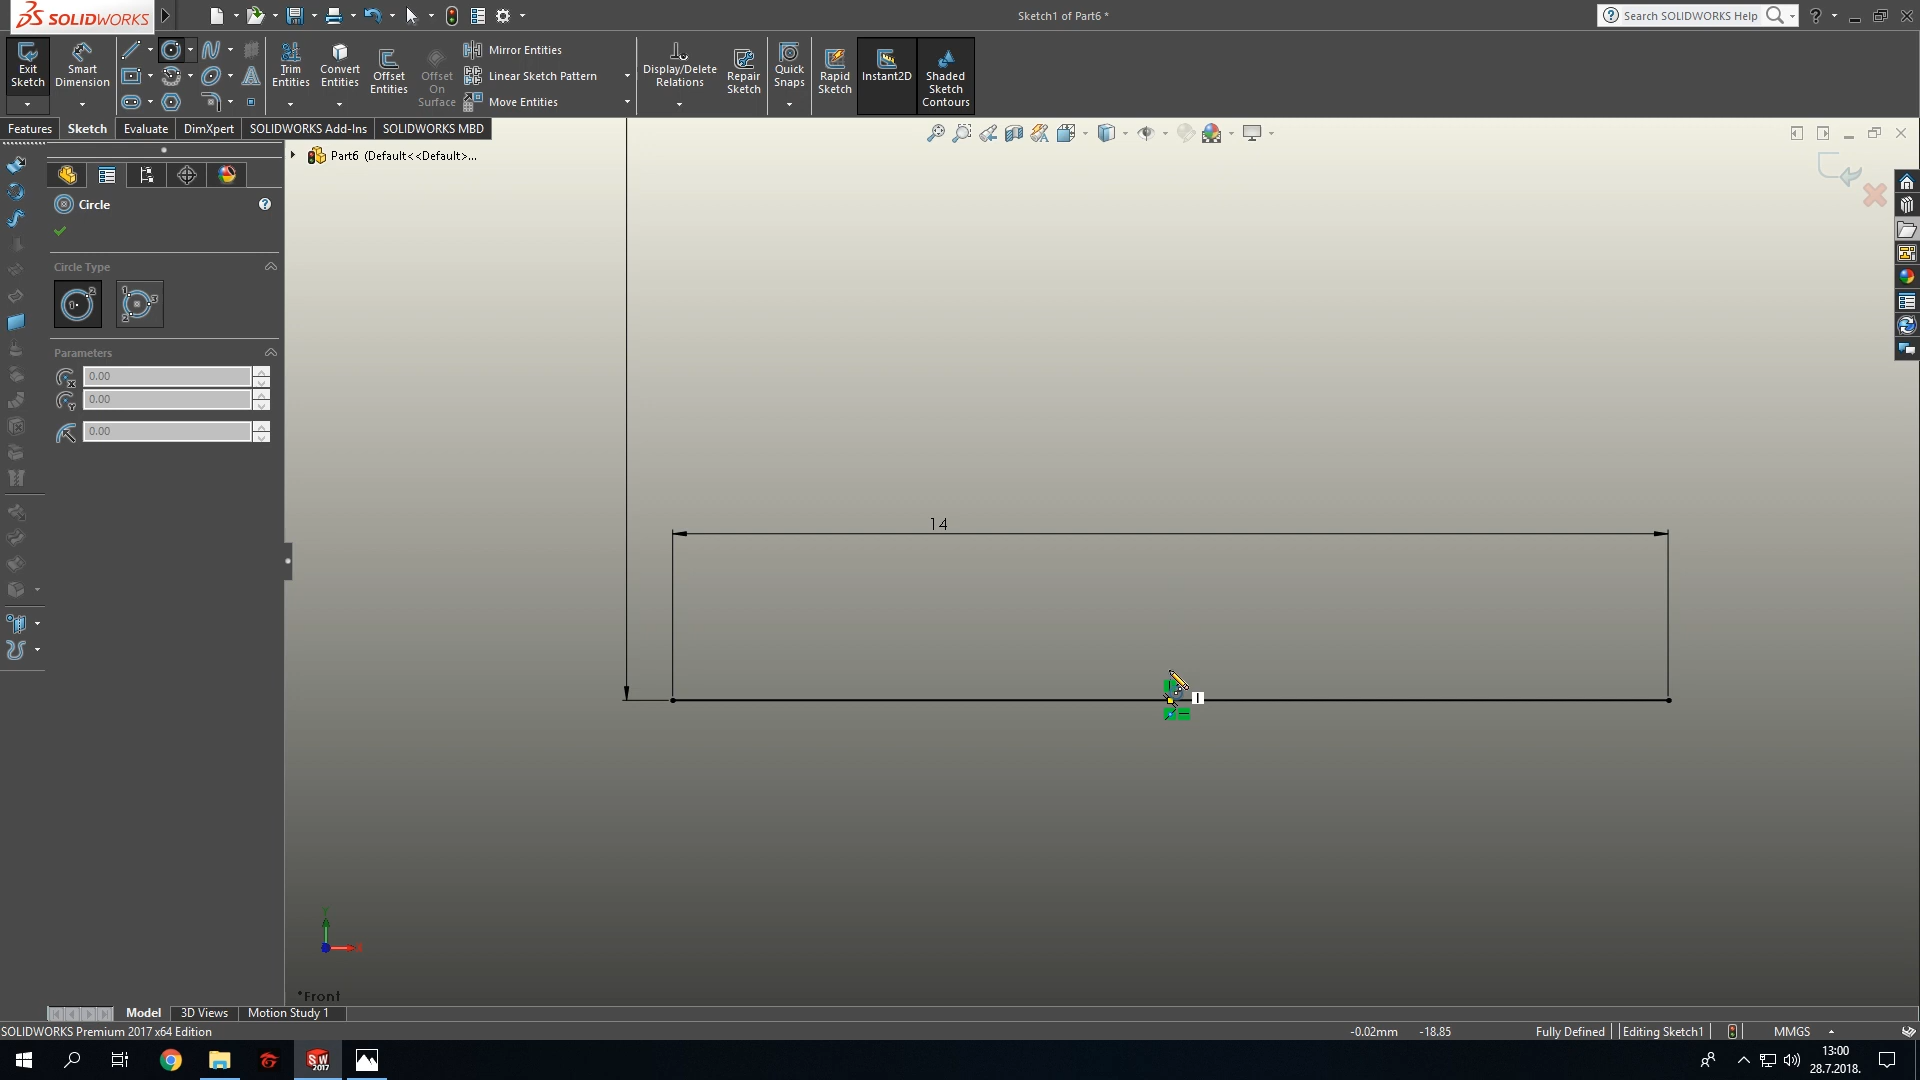 SOLIDWORKS
Sketch1 of Part6 *
Search SOLIDWORKS Help
Exit Sketch
Smart Dimension
Trim Entities
Convert Entities
Offset Entities
Offset On Surface
Mirror Entities
Linear Sketch Pattern
Move Entities
Display/Delete Relations
Repair Sketch
Quick Snaps
Rapid Sketch
Instant2D
Shaded Sketch Contours
Features
Sketch
Evaluate
DimXpert
SOLIDWORKS Add-Ins
SOLIDWORKS MBD
Part6 (Default<<Default>...
Circle
Circle Type
Parameters
0.00
0.00
0.00
14
Y
X
*Front
Model
3D Views
Motion Study 1
SOLIDWORKS Premium 2017 x64 Edition
-0.02mm
-18.85
Fully Defined
Editing Sketch1
MMGS
SW 2017
13:00
28.7.2018.